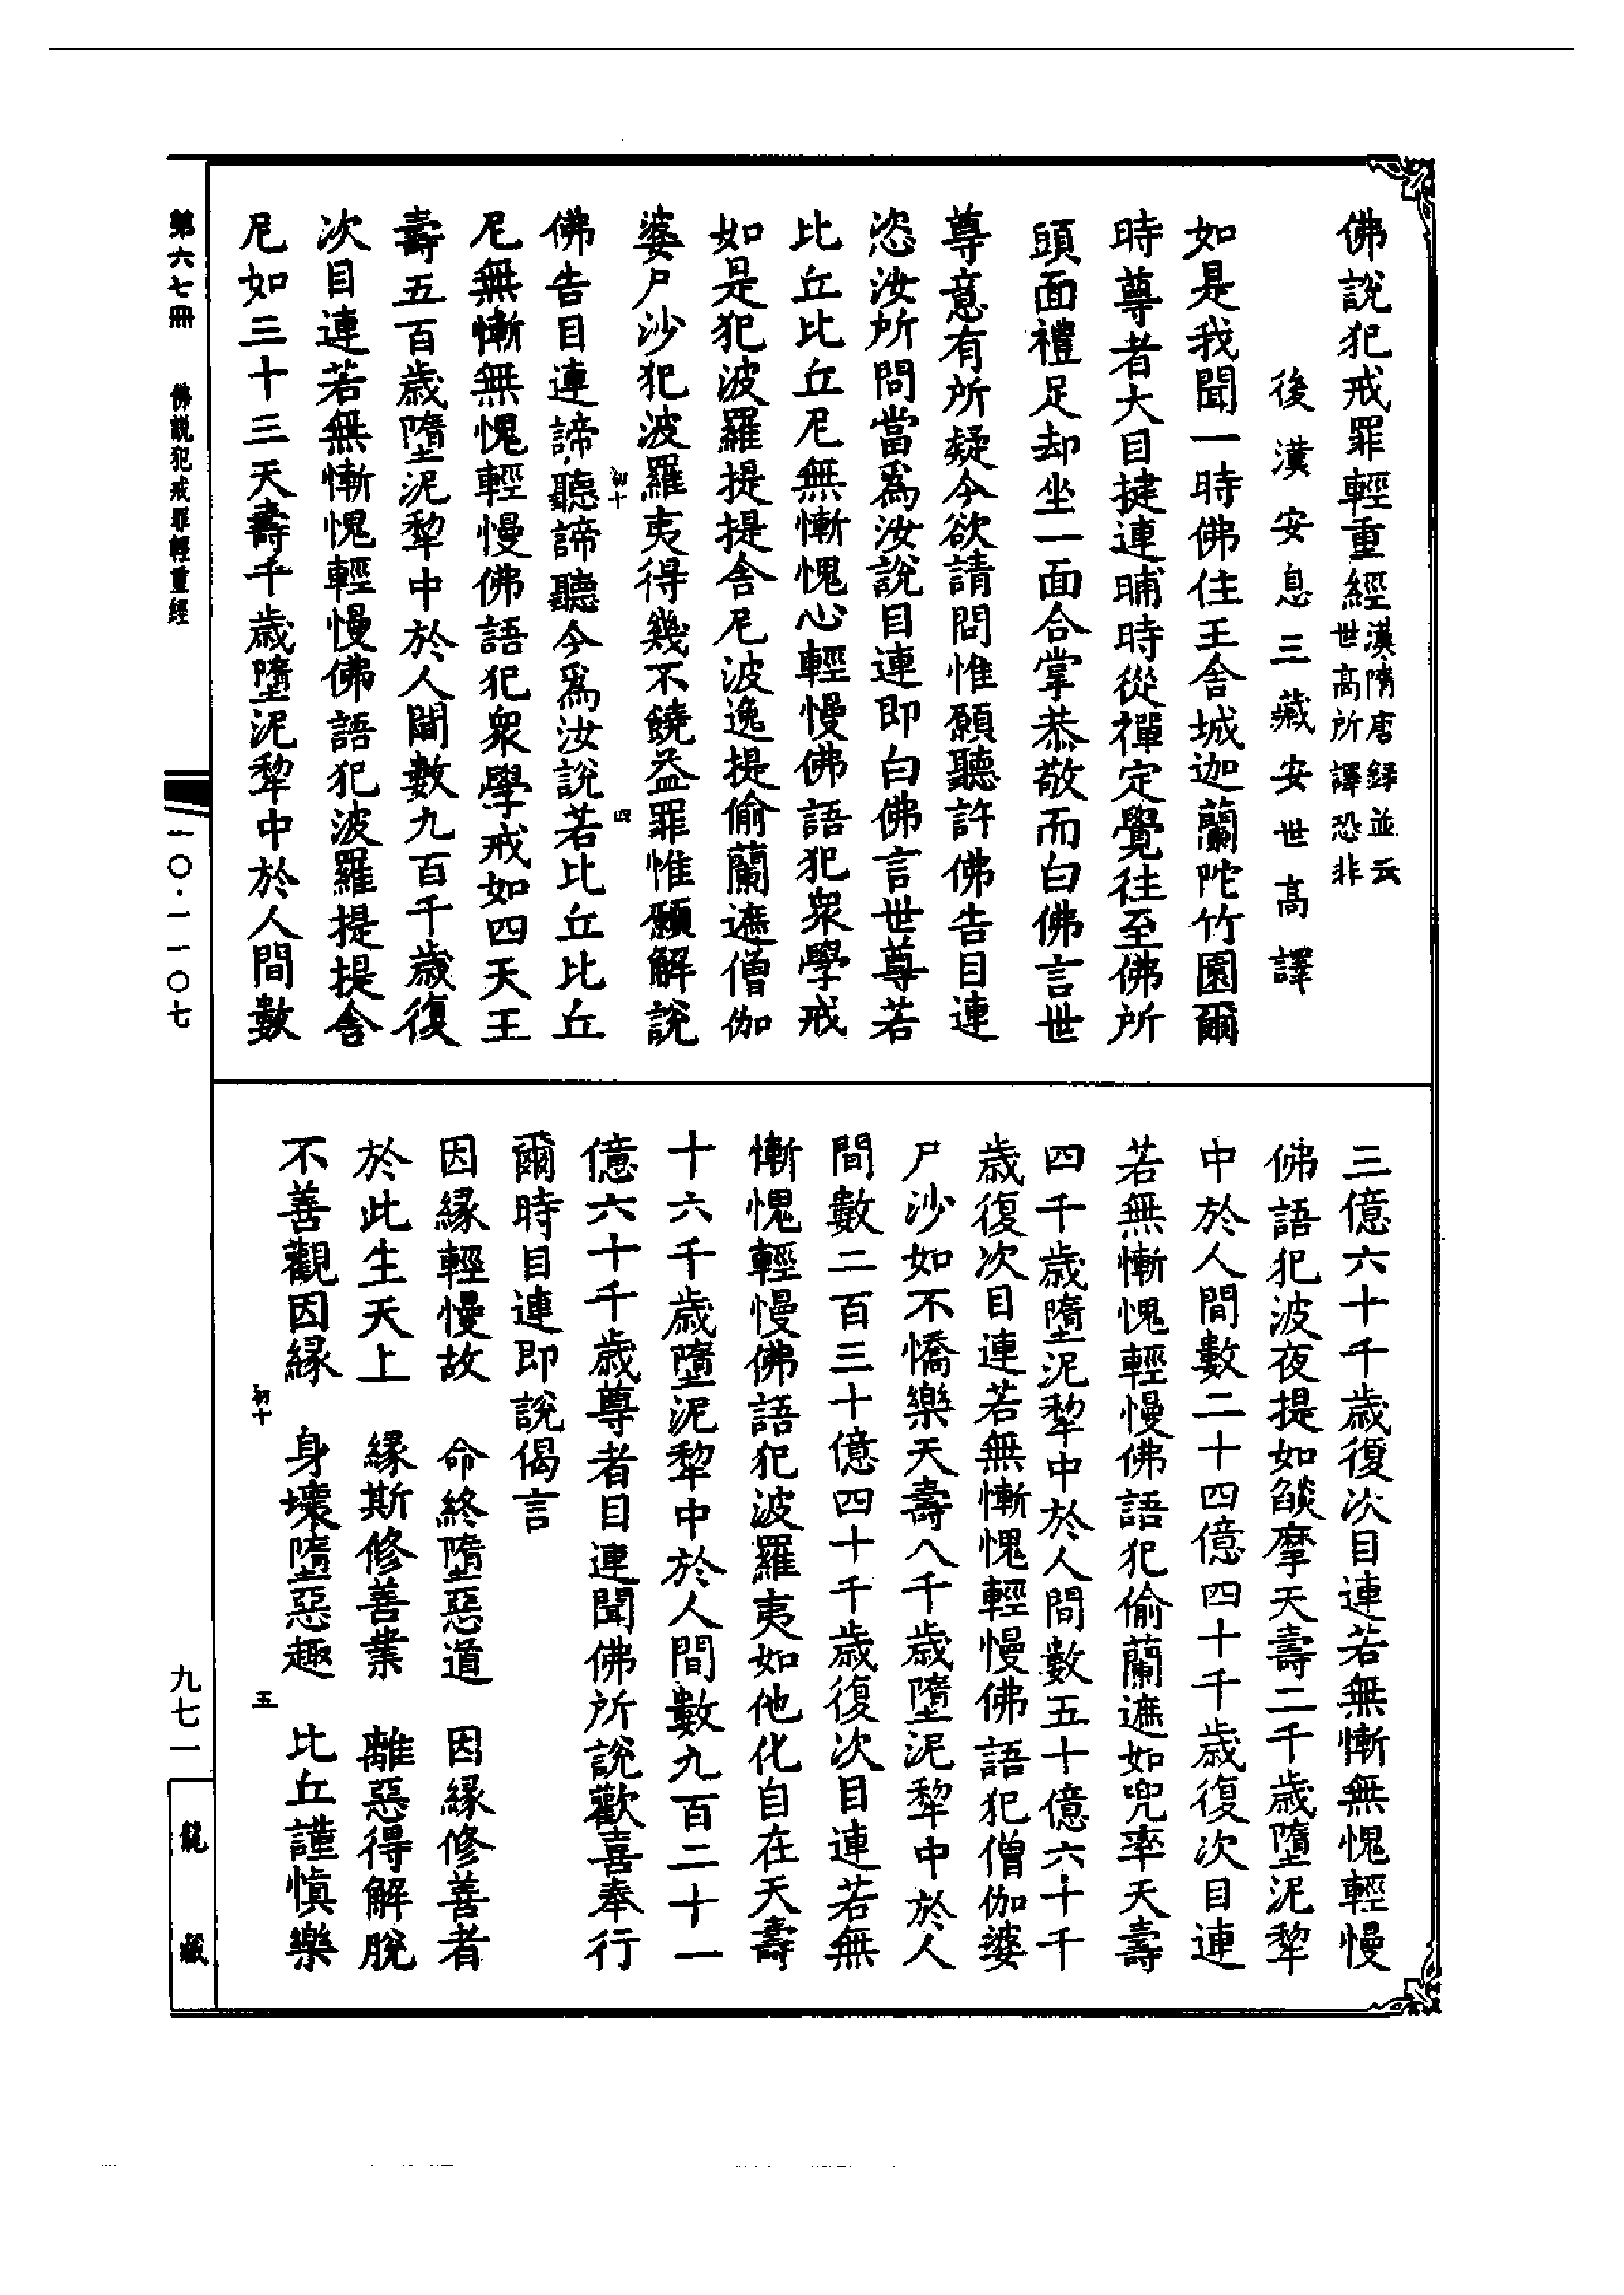 佛說犯戒罪輕重經漢隋唐録並云世高所譯恐非
後漢安息三藏安世高譯
如是我聞一時佛住王舍城迦蘭陀竹園爾
時尊者大目揵連晡時從禪定覺往至佛所
頭面禮足却坐一面合掌恭敬而白佛言世
尊意有所疑今欲請問惟願聽許佛告目連
恣汝所問當爲汝說目連即白佛言世尊若
比丘比丘尼無慚愧心輕慢佛語犯衆學戒
如是犯波羅提提舍尼波逸提偷蘭遮僧伽
婆尸沙犯波羅夷得幾不饒益罪惟願解說
佛告目連諦聽諦聽今爲汝說若比丘比丘
初十
四
尼無慚無愧輕慢佛語犯衆學戒如四天王
壽五百歲墮泥犂中於人間數九百千歲復
次目連若無慚愧輕慢佛語犯波羅提提舍
尼如三十三天壽千歲墮泥犂中於人間數
三億六十千歲復次目連若無慚無愧輕慢
佛語犯波夜提如燄摩天壽二千歲墮泥犂
中於人間數二十四億四十千歲復次目連
若無慚愧輕慢佛語犯偷蘭遮如兜率天壽
四千歲墮泥犂中於人間數五十億六十千
歲復次目連若無慚愧輕慢佛語犯僧伽婆
尸沙如不憍樂天壽八千歲墮泥犂中於人
間數二百三十億四十千歲復次目連若無
慚愧輕慢佛語犯波羅夷如他化自在天壽
十六千歲墮泥犂中於人間數九百二十一
億六十千歲尊者目連聞佛所說歡喜奉行
爾時目連即說偈言
因緣輕慢故　命終墮惡道　因緣修善者
於此生天上　緣斯修善業　離惡得解脫
不善觀因緣　身壞墮惡趣　比丘謹慎樂
初十
五
第六七冊　佛說犯戒罪輕重經
一〇·一一〇七
九七一
龍藏